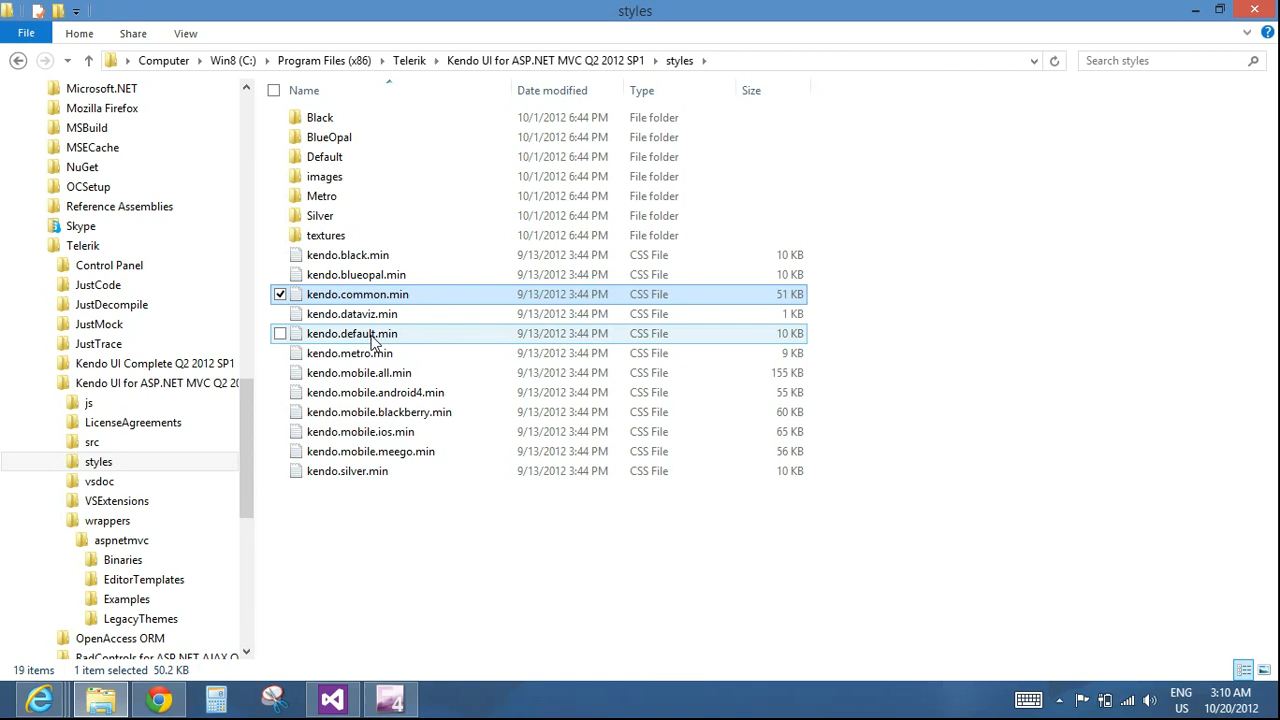 styles
File Home Share View
Computer Win8 (C:) Program Files (x86) Telerik Kendo UI for ASP.NET MVC Q2 2012 SP1 styles Search styles
Name Date modified Type Size
Microsoft.NET
Mozilla Firefox
MSBuild
MSECache
NuGet
OCSetup
Reference Assemblies
Skype
Telerik
Control Panel
JustCode
JustDecompile
JustMock
JustTrace
Kendo UI Complete Q2 2012 SP1
Kendo UI for ASP.NET MVC Q2 20
js
LicenseAgreements
src
styles
vsdoc
VSExtensions
wrappers
aspnetmvc
Binaries
EditorTemplates
Examples
LegacyThemes
OpenAccess ORM
RadControls for ASP.NET AJAX Q
Black 10/1/2012 6:44 PM File folder
BlueOpal 10/1/2012 6:44 PM File folder
Default 10/1/2012 6:44 PM File folder
images 10/1/2012 6:44 PM File folder
Metro 10/1/2012 6:44 PM File folder
Silver 10/1/2012 6:44 PM File folder
textures 10/1/2012 6:44 PM File folder
kendo.black.min 9/13/2012 3:44 PM CSS File 10 KB
kendo.blueopal.min 9/13/2012 3:44 PM CSS File 10 KB
kendo.common.min 9/13/2012 3:44 PM CSS File 51 KB
kendo.dataviz.min 9/13/2012 3:44 PM CSS File 1 KB
kendo.default.min 9/13/2012 3:44 PM CSS File 10 KB
kendo.metro.min 9/13/2012 3:44 PM CSS File 9 KB
kendo.mobile.all.min 9/13/2012 3:44 PM CSS File 155 KB
kendo.mobile.android4.min 9/13/2012 3:44 PM CSS File 55 KB
kendo.mobile.blackberry.min 9/13/2012 3:44 PM CSS File 60 KB
kendo.mobile.ios.min 9/13/2012 3:44 PM CSS File 65 KB
kendo.mobile.meego.min 9/13/2012 3:44 PM CSS File 56 KB
kendo.silver.min 9/13/2012 3:44 PM CSS File 10 KB
19 items 1 item selected 50.2 KB
4
ENG 3:10 AM
US 10/20/2012